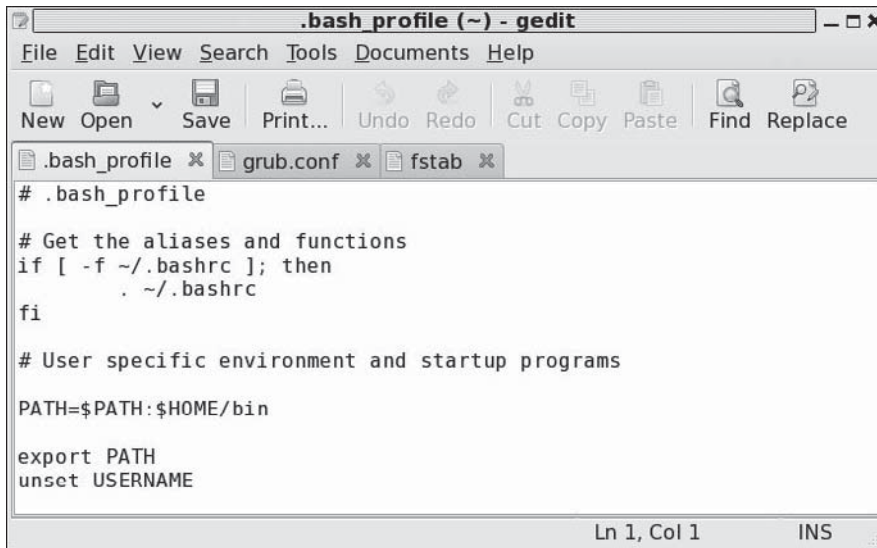 .bash_profile (~) - gedit
File Edit View Search Tools Documents Help
New Open Save Print... Undo Redo Cut Copy Paste Find Replace
.bash_profile grub.conf fstab
# .bash_profile
# Get the aliases and functions
if [ -f ~/.bashrc ]; then
        . ~/.bashrc
fi
# User specific environment and startup programs
PATH=$PATH:$HOME/bin
export PATH
unset USERNAME
Ln 1, Col 1 INS